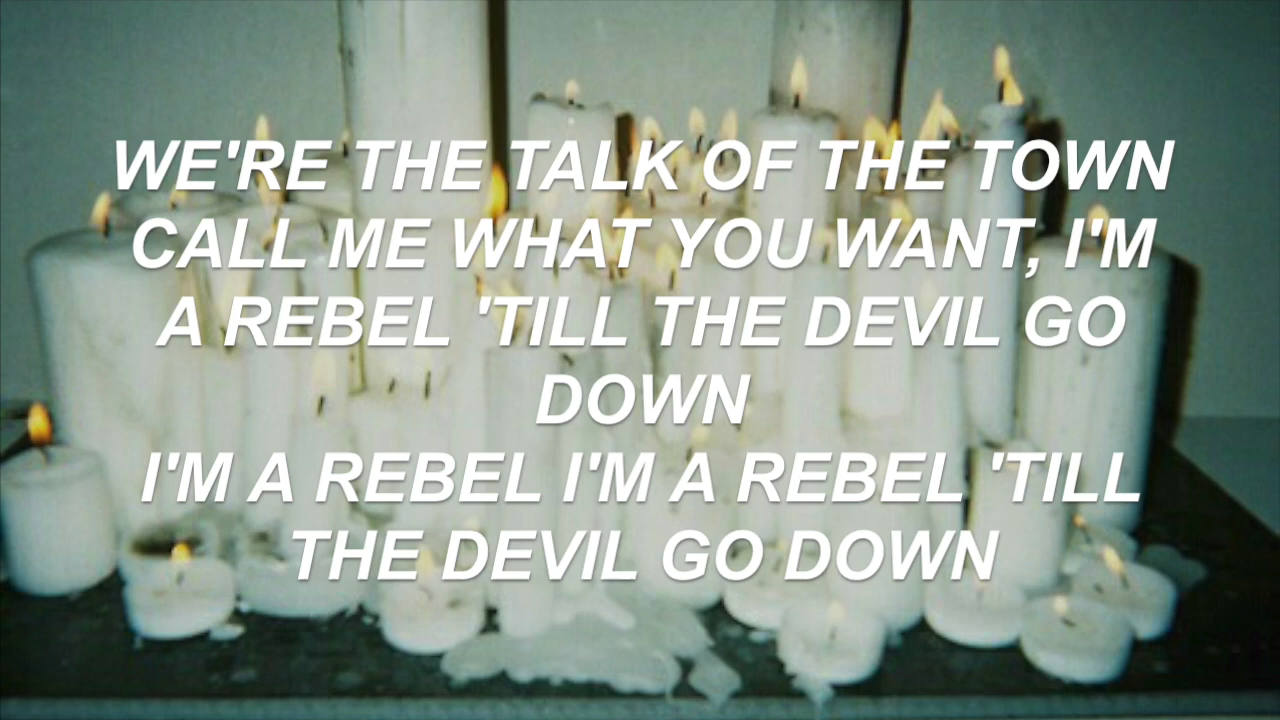 WE'RE THE TALK OF THE TOWN
CALL ME WHAT YOU WANT, I'M
A REBEL 'TILL THE DEVIL GO
DOWN
I'M A REBEL I'M A REBEL 'TILL
THE DEVIL GO DOWN